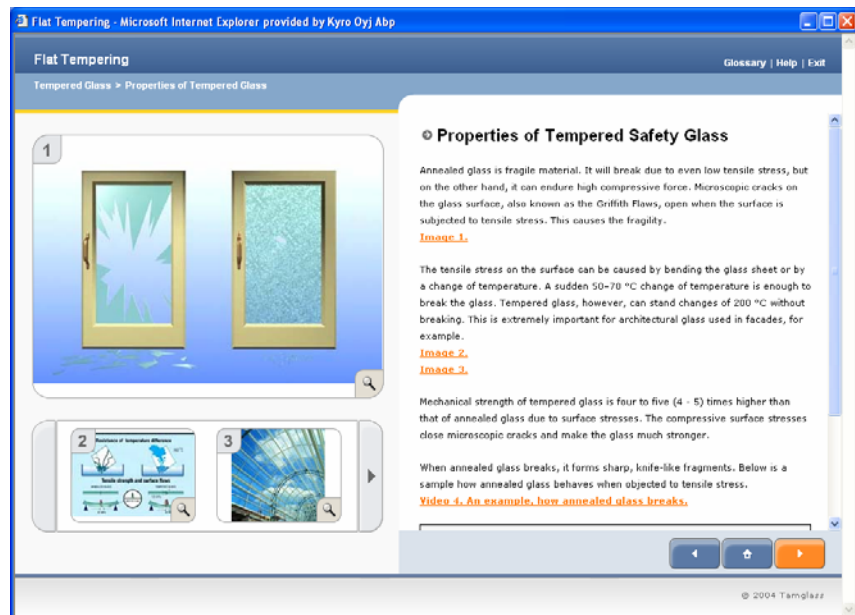 Flat Tempering - Microsoft Internet Explorer provided by Kyro Oyj Abp
Flat Tempering
Glossary | Help | Exit
Tempered Glass > Properties of Tempered Glass
1
2
Resistance of temperature difference
Tensile strength and surface flaws
3
Properties of Tempered Safety Glass
Annealed glass is fragile material. It will break due to even low tensile stress, but
on the other hand, it can endure high compressive force. Microscopic cracks on
the glass surface, also known as the Griffith Flaws, open when the surface is
subjected to tensile stress. This causes the fragility.
Image 1.
The tensile stress on the surface can be caused by bending the glass sheet or by
a change of temperature. A sudden 50-70 °C change of temperature is enough to
break the glass. Tempered glass, however, can stand changes of 200 °C without
breaking. This is extremely important for architectural glass used in facades, for
example.
Image 2.
Image 3.
Mechanical strength of tempered glass is four to five (4 - 5) times higher than
that of annealed glass due to surface stresses. The compressive surface stresses
close microscopic cracks and make the glass much stronger.
When annealed glass breaks, it forms sharp, knife-like fragments. Below is a
sample how annealed glass behaves when objected to tensile stress.
Video 4. An example, how annealed glass breaks.
© 2004 Tamglass